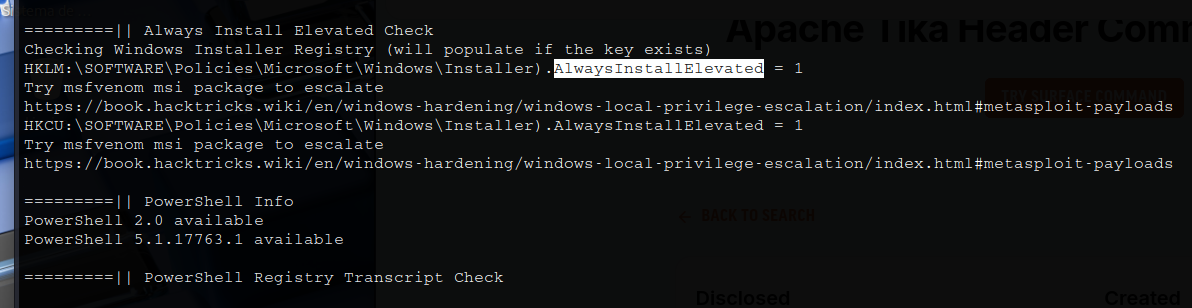 Apache Tika Header Comm
=========|| Always Install Elevated Check
Checking Windows Installer Registry (will populate if the key exists)
HKLM:\SOFTWARE\Policies\Microsoft\Windows\Installer).AlwaysInstallElevated = 1
Try msfvenom msi package to escalate
TRY SURFACE COMMAND
https://book.hacktricks.wiki/en/windows-hardening/windows-local-privilege-escalation/index.html#metasploit-payloads
HKCU:\SOFTWARE\Policies\Microsoft\Windows\Installer).AlwaysInstallElevated = 1
Try msfvenom msi package to escalate
https://book.hacktricks.wiki/en/windows-hardening/windows-local-privilege-escalation/index.html#metasploit-payloads
=========|| PowerShell Info
← BACK TO SEARCH
PowerShell 2.0 available
PowerShell 5.1.17763.1 available
=========|| PowerShell Registry Transcript Check
Disclosed
Created